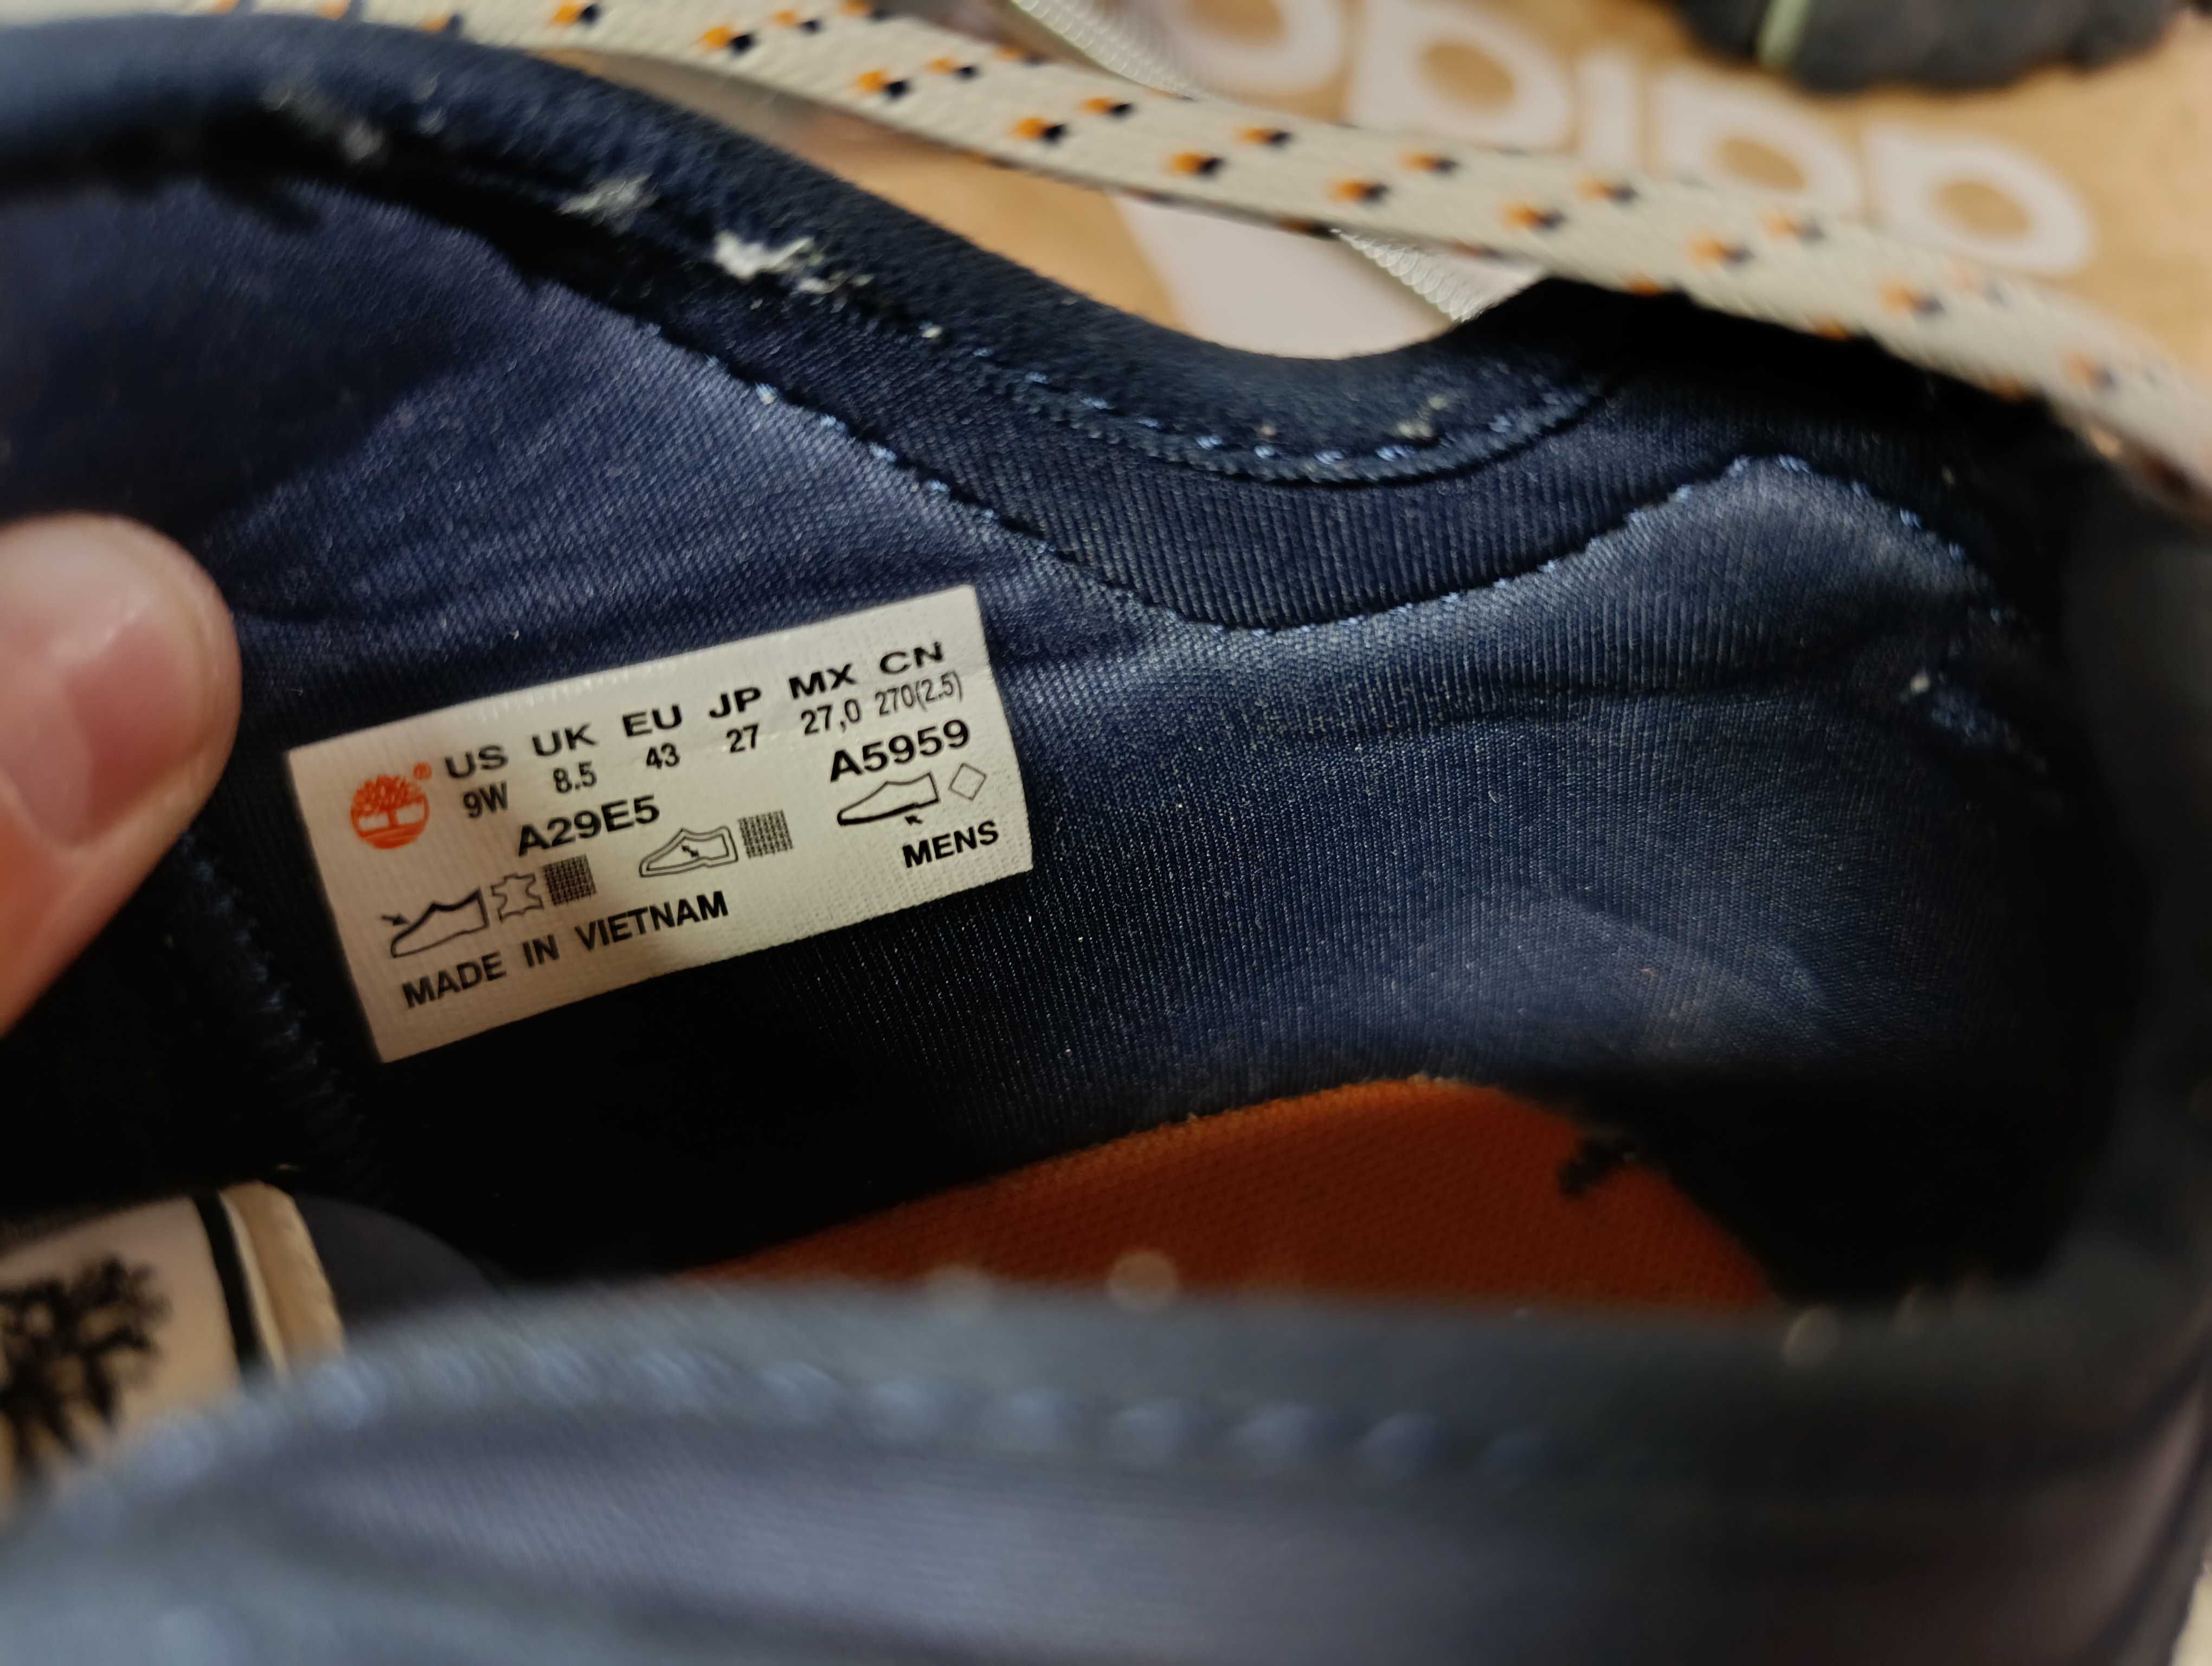 US UK EU JP MX CN
9W 8.5 43 27 27,0 270(2.5)
A29E5 A5959
MENS
MADE IN VIETNAM